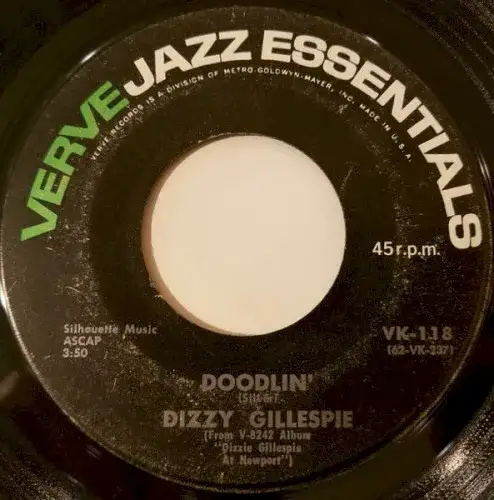 VERVE JAZZ ESSENTIALS
VERVE RECORDS IS A DIVISION OF METRO-GOLDWYN-MAYER, INC. MADE IN U.S.A.
45 r.p.m.
Silhouette Music
ASCAP
3:50
VK-118
(62-VK-237)
DOODLIN'
DIZZY GILLESPIE
(From V-8242 Album
"Dizzie Gillespie
At Newport")